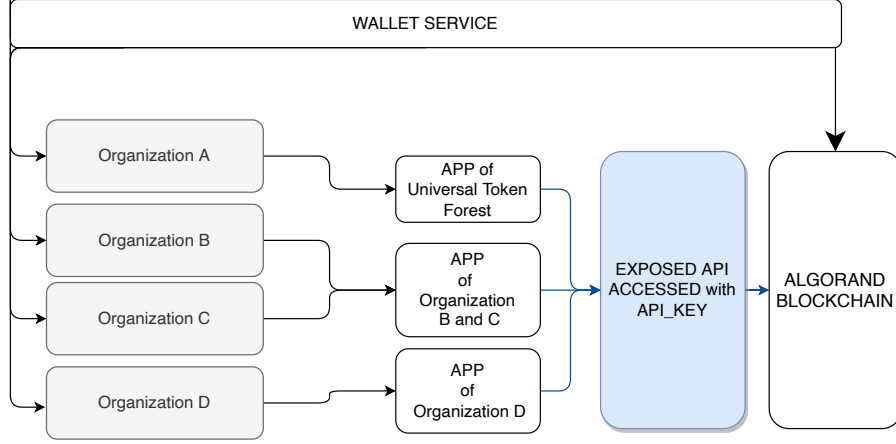 WALLET SERVICE
Organization A
Organization B
Organization C
Organization D
APP of
Universal Token
Forest
APP
of
Organization
B and C
APP
of
Organization D
EXPOSED API
ACCESSED with
API_KEY
ALGORAND
BLOCKCHAIN